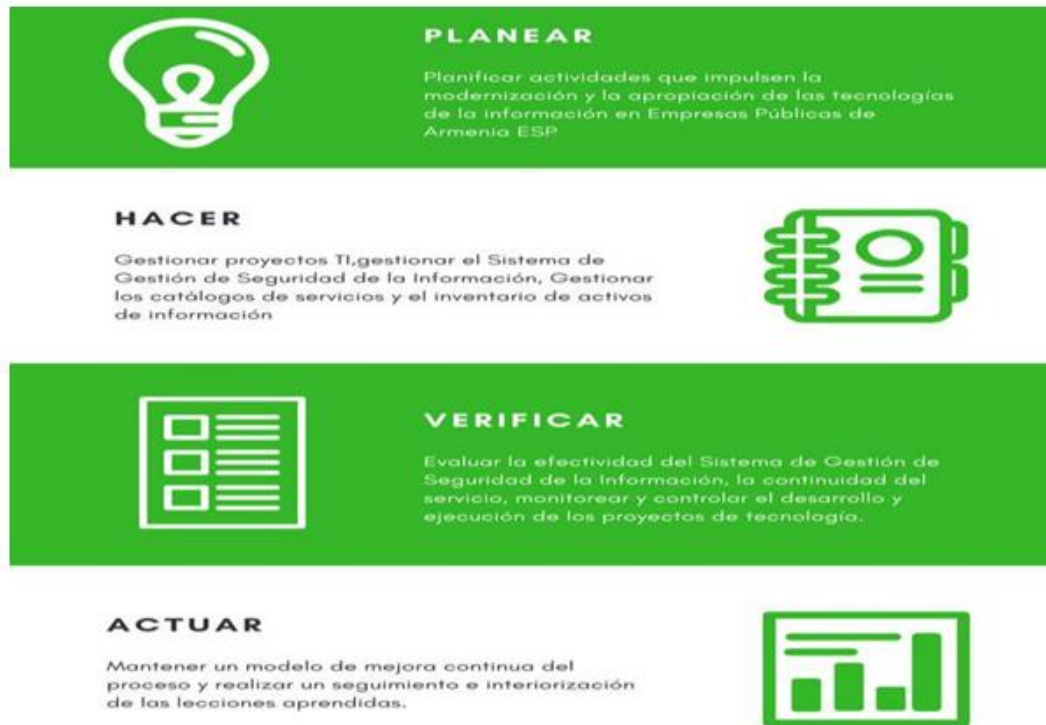 PLANEAR
Planificar actividades que impulsen la
modernización y la apropiación de las tecnologías
de la información en Empresas Públicas de
Armenia ESP
HACER
Gestionar proyectos TI,gestionar el Sistema de
Gestión de Seguridad de la Información, Gestionar
los catálogos de servicios y el inventario de activos
de información
VERIFICAR
Evaluar la efectividad del Sistema de Gestión de
Seguridad de la Información, la continuidad del
servicio, monitorear y controlar el desarrollo y
ejecución de los proyectos de tecnología.
ACTUAR
Mantener un modelo de mejora continua del
proceso y realizar un seguimiento e interiorización
de las lecciones aprendidas.